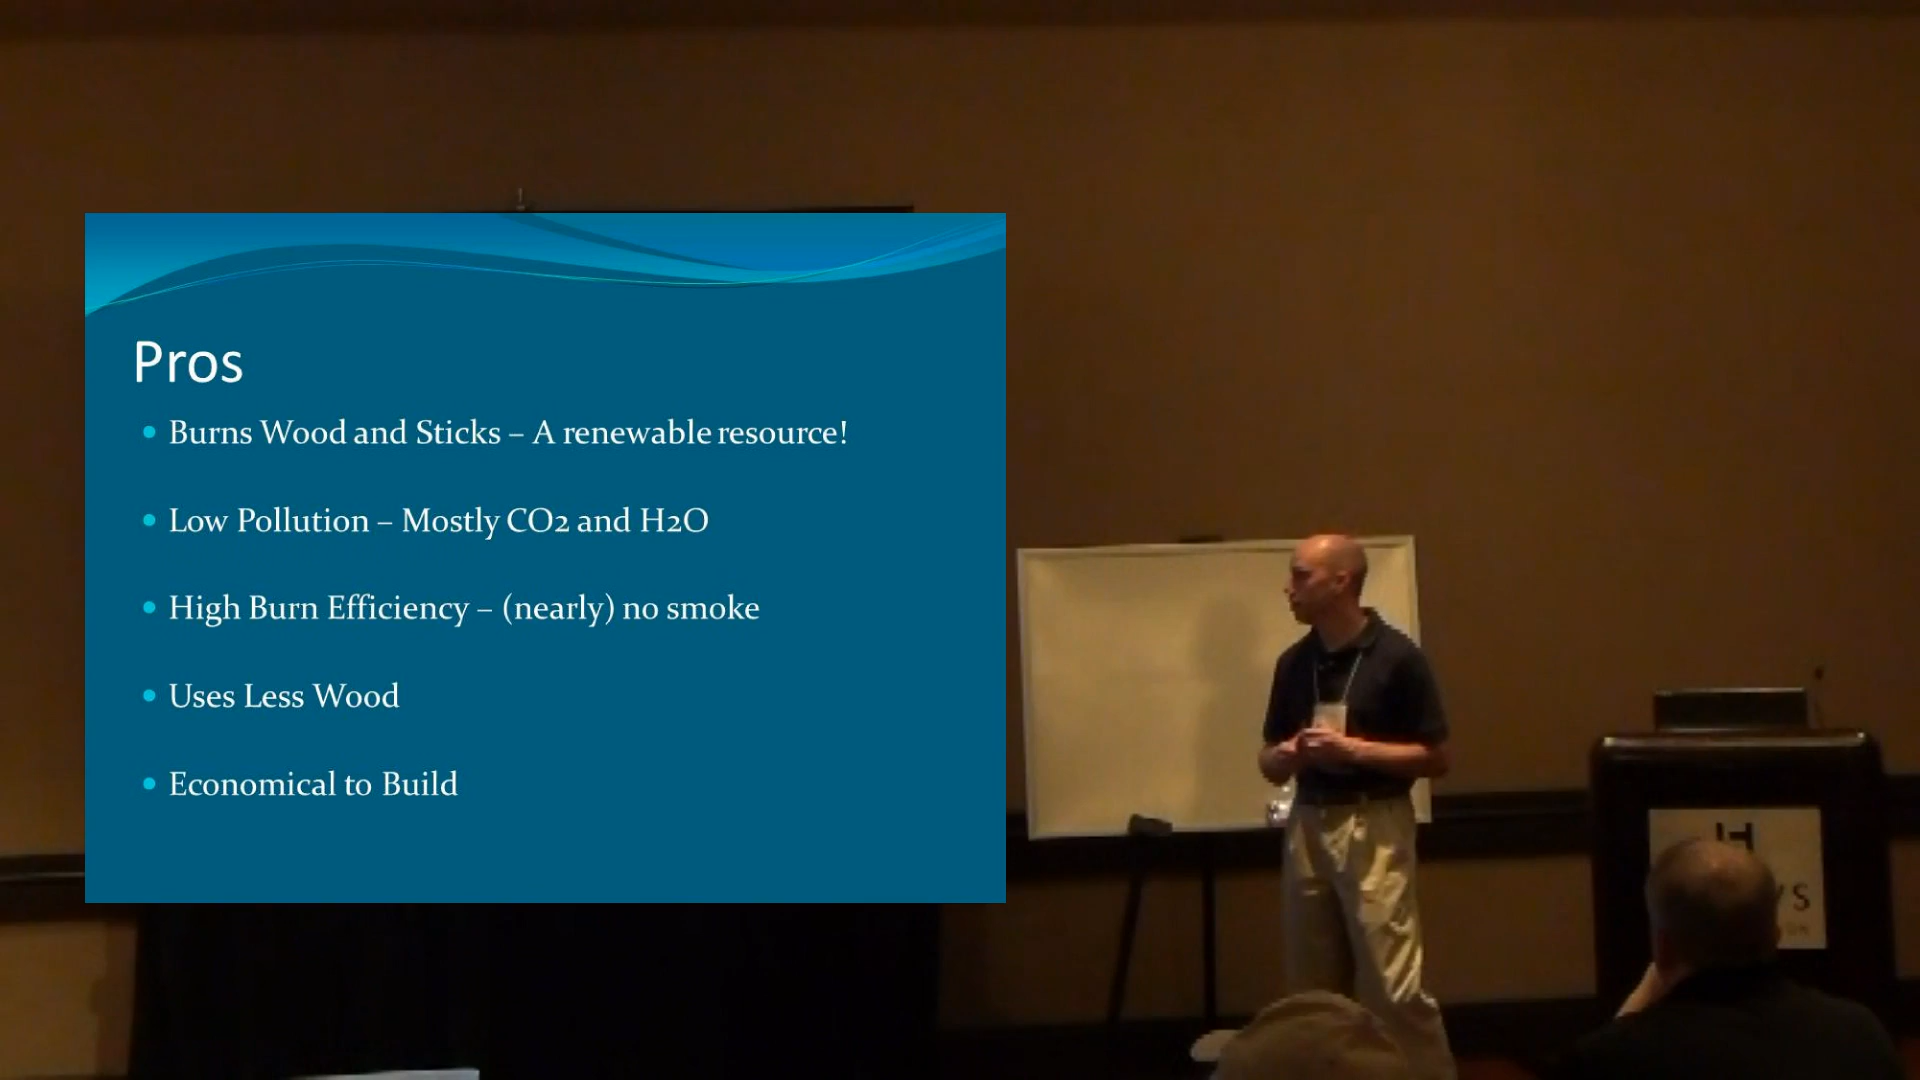 Pros
Burns Wood and Sticks – A renewable resource!
Low Pollution – Mostly CO2 and H2O
High Burn Efficiency – (nearly) no smoke
Uses Less Wood
Economical to Build